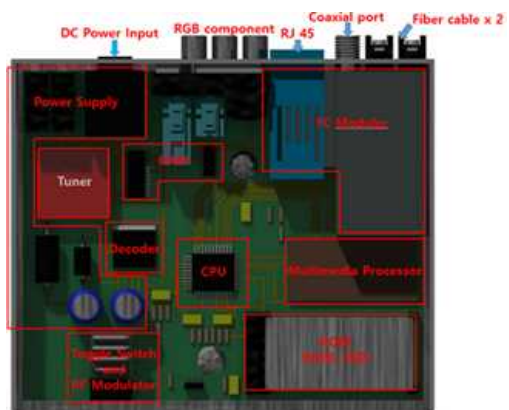 DC Power Input
RGB component
RJ 45
Coaxial port
Fiber cable x 2
Power Supply
Tuner
Decoder
CPU
Multimedia Processor
Toggle Switch
and
RF Modulator